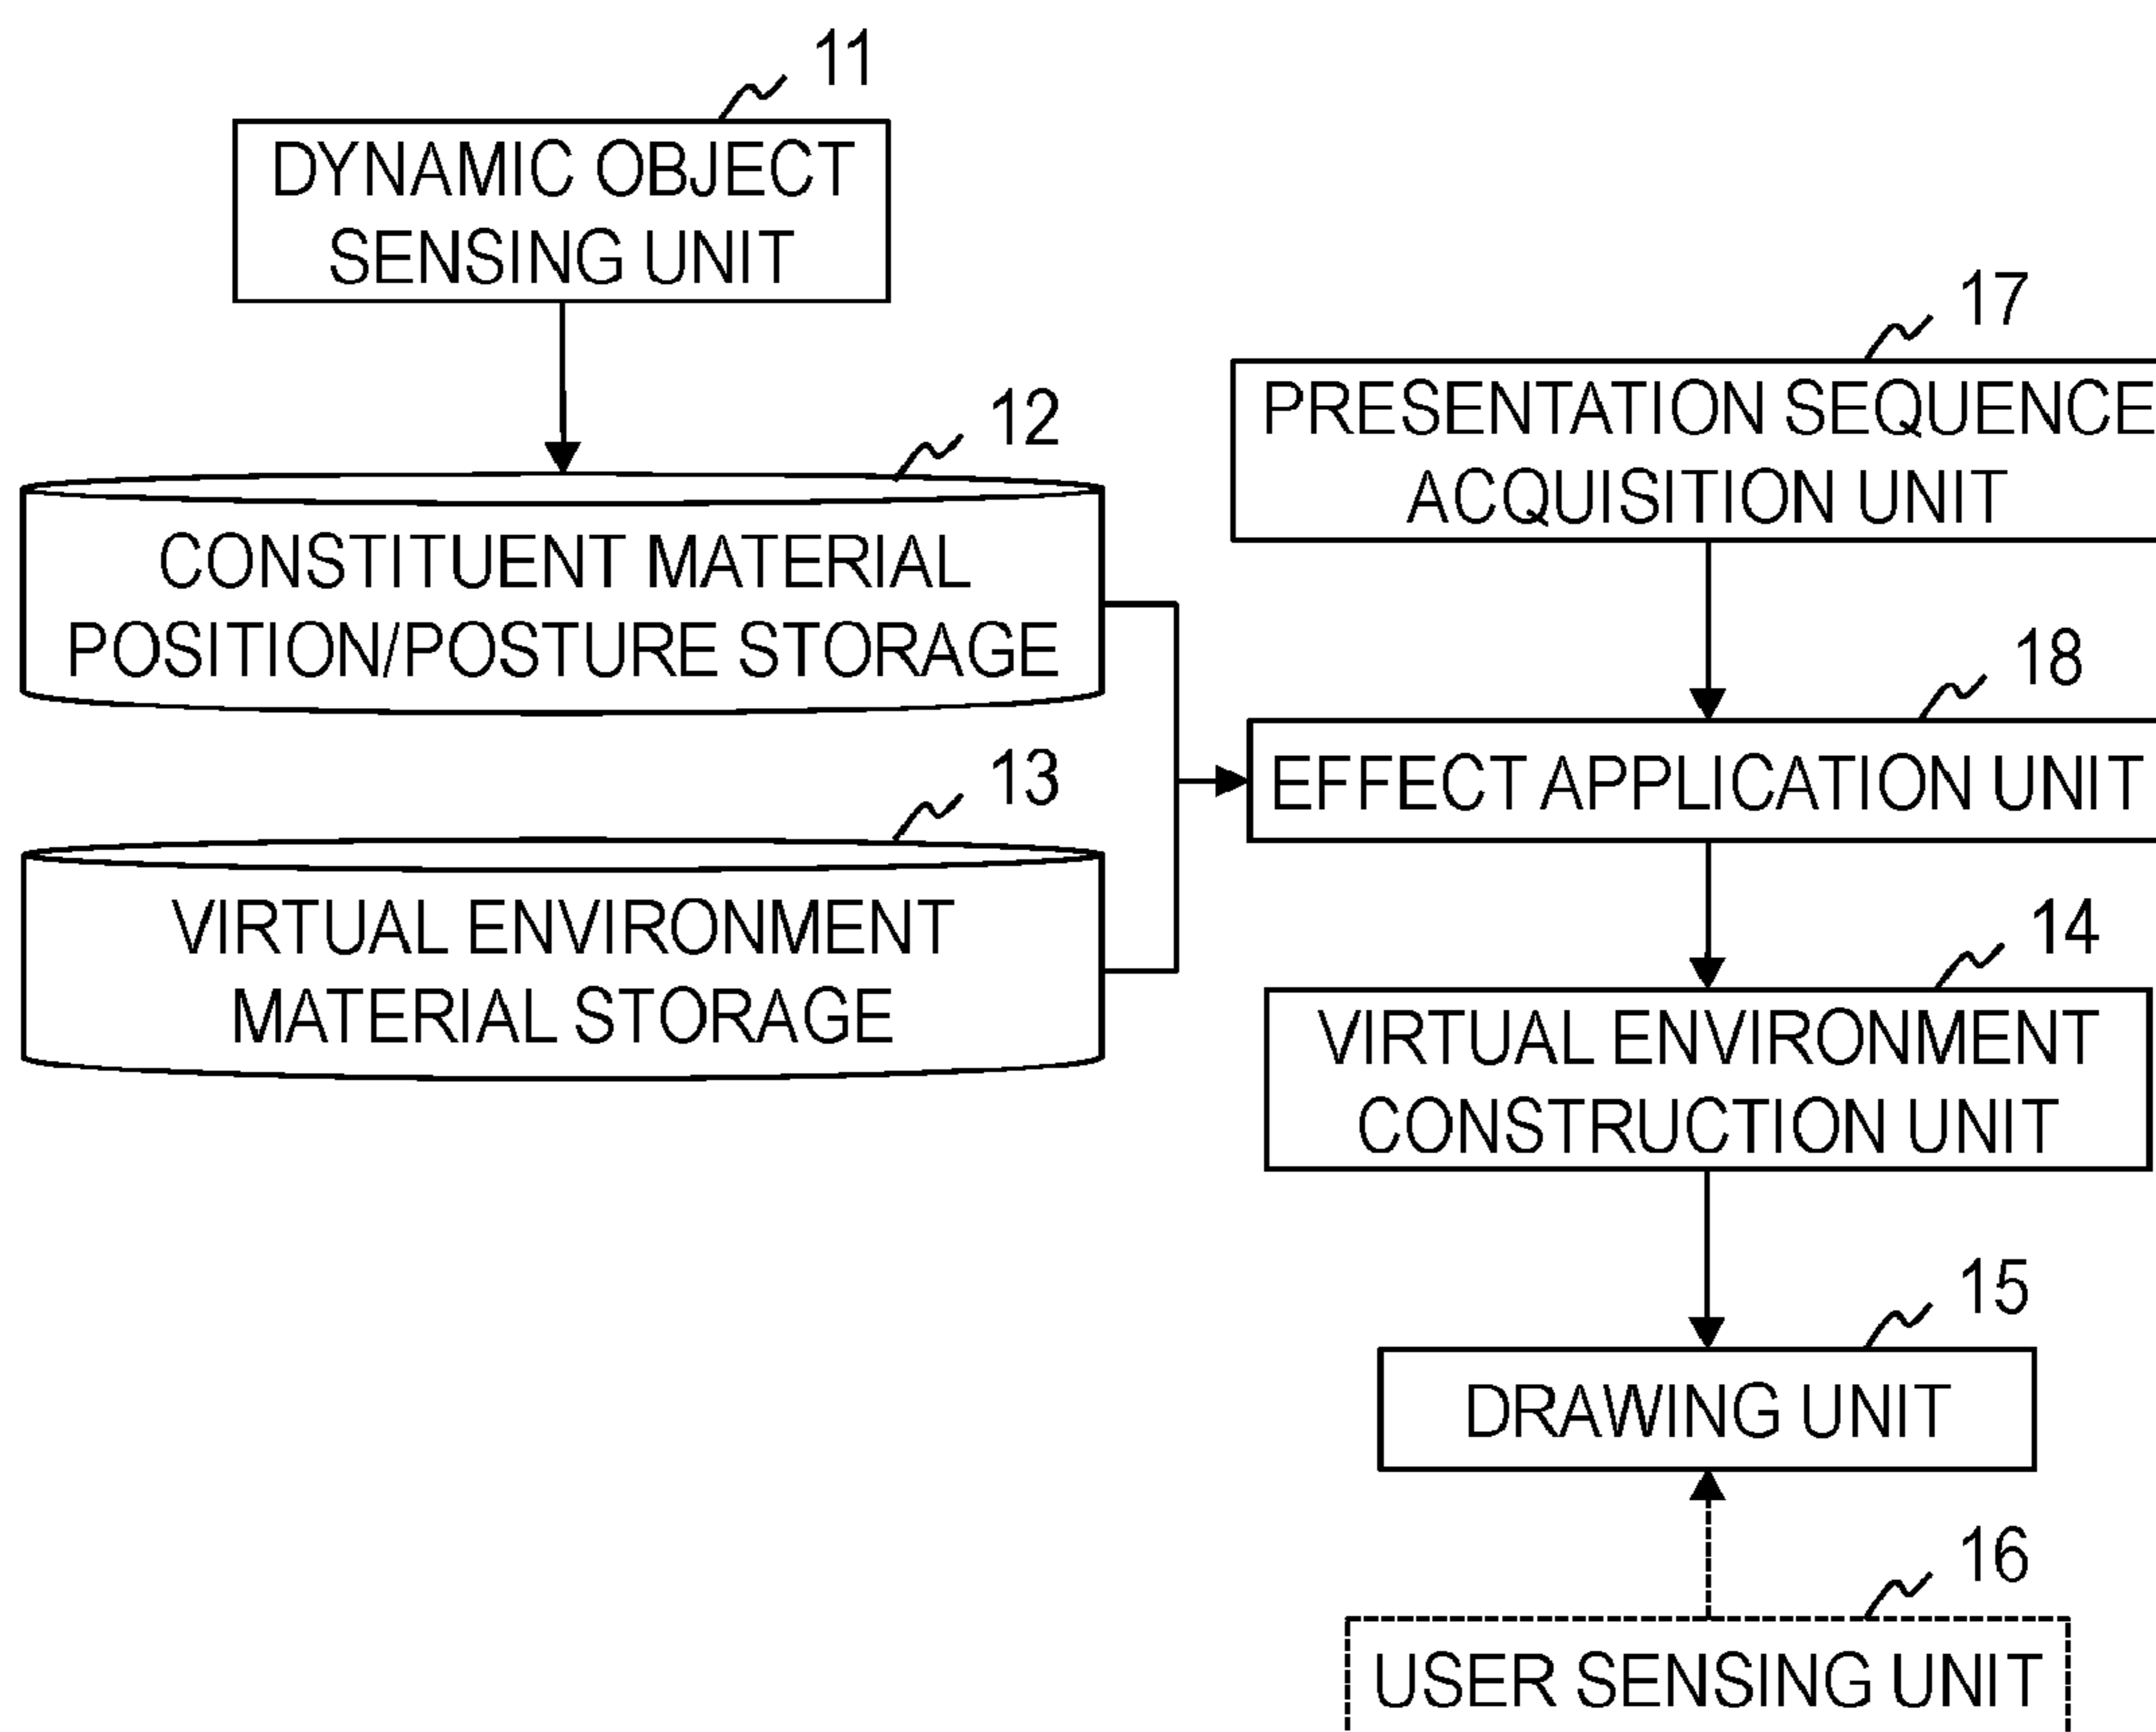 11
DYNAMIC OBJECT
SENSING UNIT
12
CONSTITUENT MATERIAL
POSITION/POSTURE STORAGE
13
VIRTUAL ENVIRONMENT
MATERIAL STORAGE
17
PRESENTATION SEQUENCE
ACQUISITION UNIT
18
EFFECT APPLICATION UNIT
14
VIRTUAL ENVIRONMENT
CONSTRUCTION UNIT
15
DRAWING UNIT
16
USER SENSING UNIT